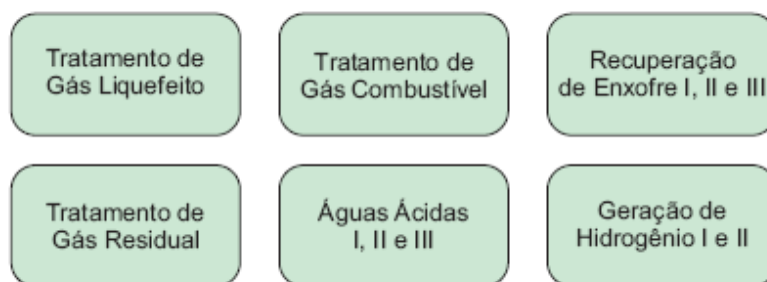 Tratamento de
Gás Liquefeito
Tratamento de
Gás Combustível
Recuperação
de Enxofre I, II e III
Tratamento de
Gás Residual
Águas Ácidas
I, II e III
Geração de
Hidrogênio I e II